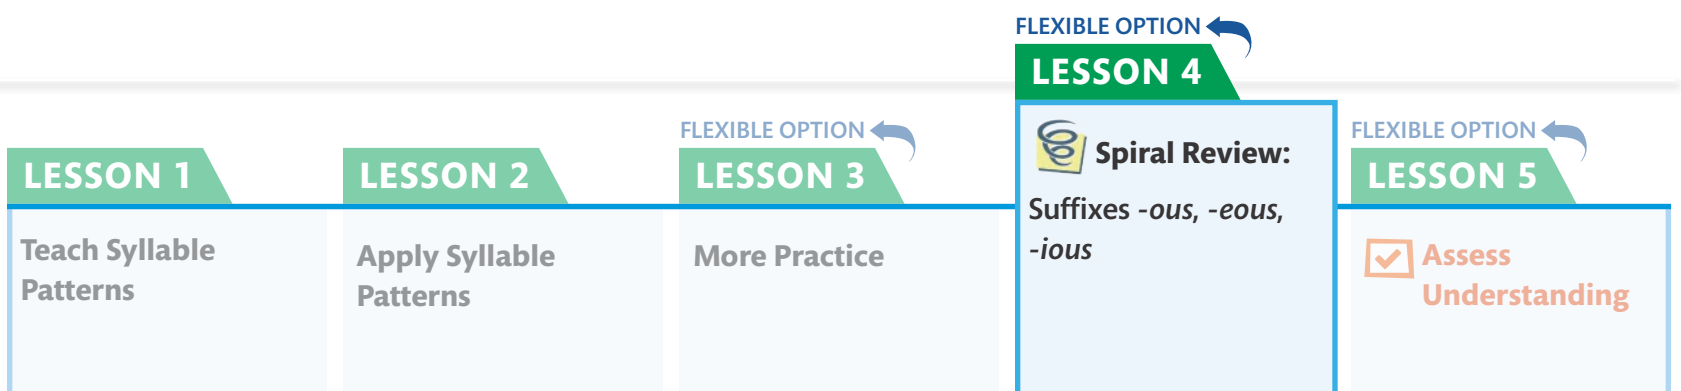 LESSON 1
Teach Syllable
Patterns
LESSON 2
Apply Syllable
Patterns
FLEXIBLE OPTION
LESSON 3
More Practice
FLEXIBLE OPTION
LESSON 4
Spiral Review:
Suffixes -ous, -eous,
-ious
FLEXIBLE OPTION
LESSON 5
Assess
Understanding